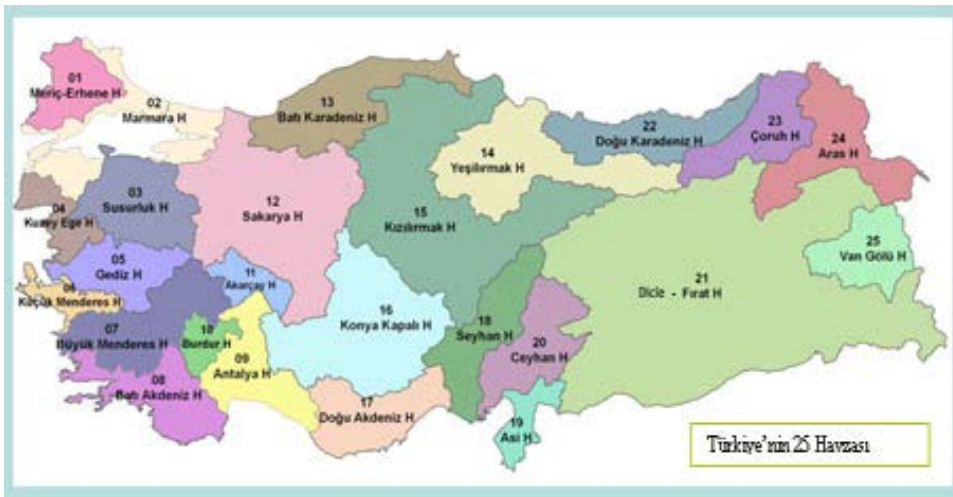 01
Meriç-Erhene H
02
Marmara H
03
Susurluk H
04
Kuzey Ege H
05
Gediz H
06
Küçük Menderes H
07
Büyük Menderes H
08
Batı Akdeniz H
09
Antalya H
10
Burdur H
11
Akarçay H
12
Sakarya H
13
Batı Karadeniz H
14
Yeşilırmak H
15
Kızılırmak H
16
Konya Kapalı H
17
Doğu Akdeniz H
18
Seyhan H
19
Asi H
20
Ceyhan H
21
Dicle - Fırat H
22
Doğu Karadeniz H
23
Çoruh H
24
Aras H
25
Van Gölü H
Türkiye'nin 25 Havzası